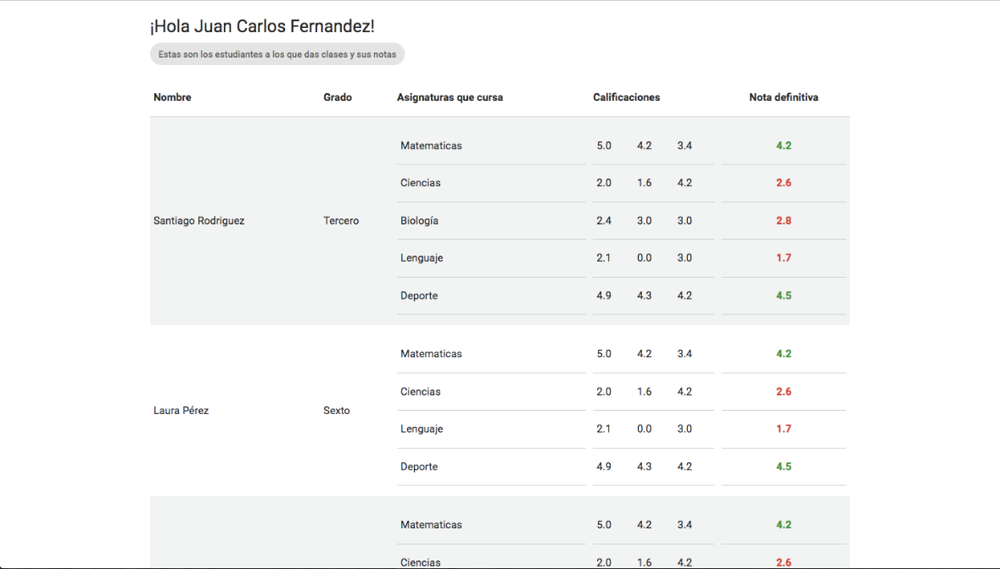 ¡Hola Juan Carlos Fernandez!
Estas son los estudiantes a los que das clases y sus notas
Nombre Grado Asignaturas que cursa Calificaciones Nota definitiva
Matematicas 5.0 4.2 3.4 4.2
Ciencias 2.0 1.6 4.2 2.6
Santiago Rodriguez Tercero Biología 2.4 3.0 3.0 2.8
Lenguaje 2.1 0.0 3.0 1.7
Deporte 4.9 4.3 4.2 4.5
Matematicas 5.0 4.2 3.4 4.2
Ciencias 2.0 1.6 4.2 2.6
Laura Pérez Sexto
Lenguaje 2.1 0.0 3.0 1.7
Deporte 4.9 4.3 4.2 4.5
Matematicas 5.0 4.2 3.4 4.2
Ciencias 2.0 1.6 4.2 2.6